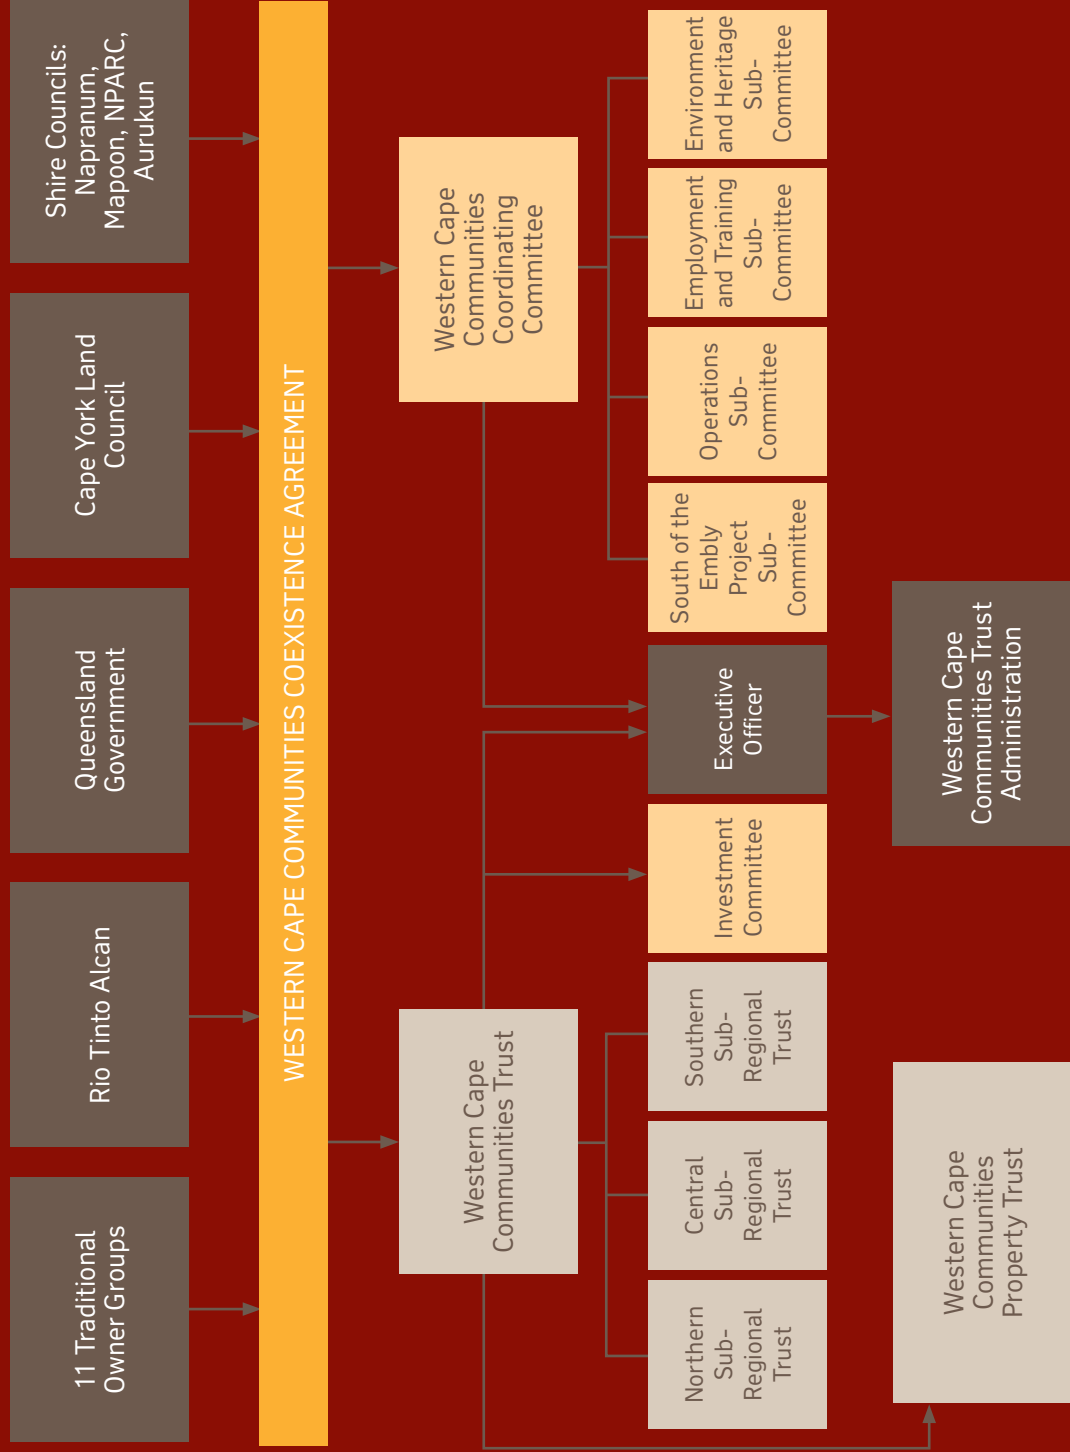 11 Traditional
Owner Groups
Rio Tinto Alcan
Queensland
Government
Cape York Land
Council
Shire Councils:
Napranum,
Mapoon, NPARC,
Aurukun
WESTERN CAPE COMMUNITIES COEXISTENCE AGREEMENT
Western Cape
Communities Trust
Western Cape
Communities
Coordinating
Committee
Northern
Sub-
Regional
Trust
Central
Sub-
Regional
Trust
Southern
Sub-
Regional
Trust
Investment
Committee
Executive
Officer
South of the
Embly
Project
Sub-
Committee
Operations
Sub-
Committee
Employment
and Training
Sub-
Committee
Environment
and Heritage
Sub-
Committee
Western Cape
Communities
Property Trust
Western Cape
Communities Trust
Administration